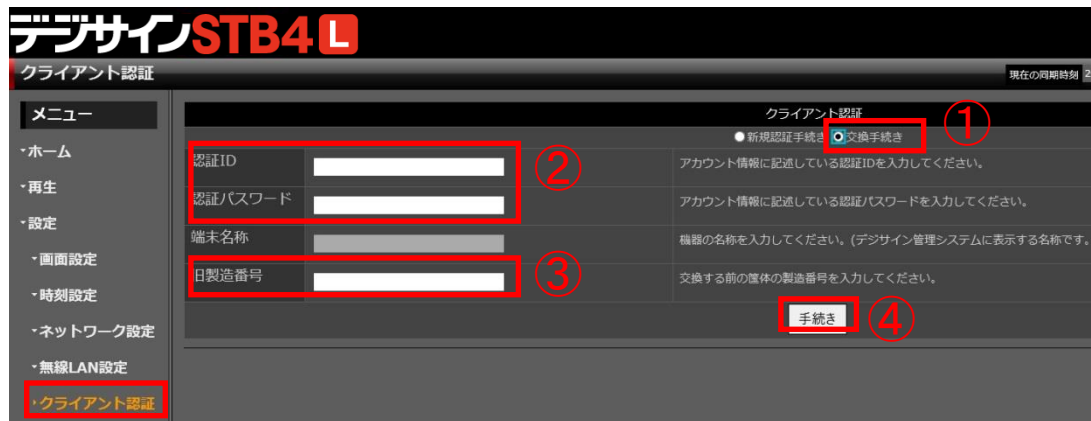 デジサインSTB4 L
クライアント認証
現在の同期時刻 2
メニュー
クライアント認証
①
新規認証手続き 交換手続き
ホーム
認証ID
②
アカウント情報に記述している認証IDを入力してください。
再生
認証パスワード
アカウント情報に記述している認証パスワードを入力してください。
設定
端末名称
機器の名称を入力してください。(デジサイン管理システムに表示する名称です。
画面設定
旧製造番号
③
交換する前の筐体の製造番号を入力してください。
時刻設定
手続き
④
ネットワーク設定
無線LAN設定
クライアント認証